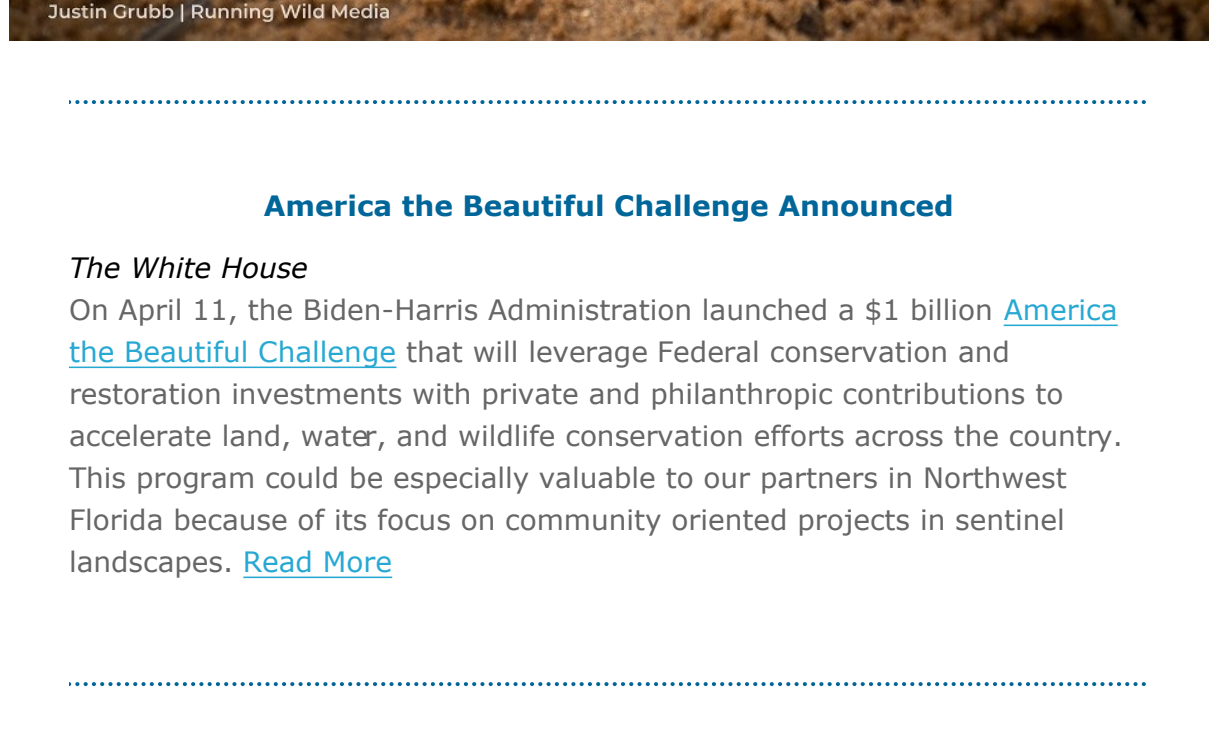 Justin Grubb | Running Wild Media
America the Beautiful Challenge Announced
The White House
On April 11, the Biden-Harris Administration launched a $1 billion America
the Beautiful Challenge that will leverage Federal conservation and
restoration investments with private and philanthropic contributions to
accelerate land, water, and wildlife conservation efforts across the country.
This program could be especially valuable to our partners in Northwest
Florida because of its focus on community oriented projects in sentinel
landscapes. Read More